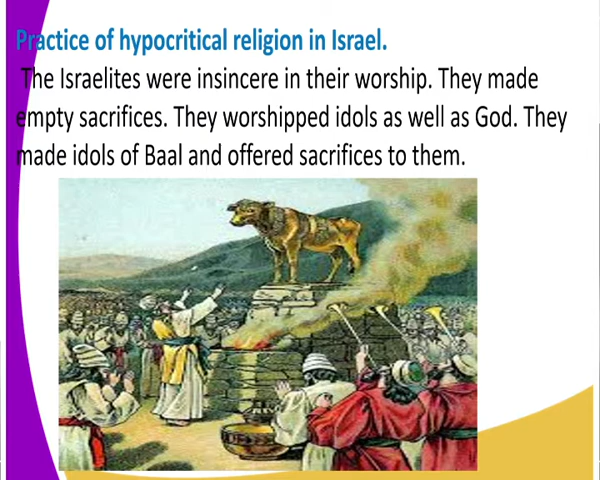 Practice of hypocritical religion in Israel.
The Israelites were insincere in their worship. They made
empty sacrifices. They worshipped idols as well as God. They
made idols of Baal and offered sacrifices to them.